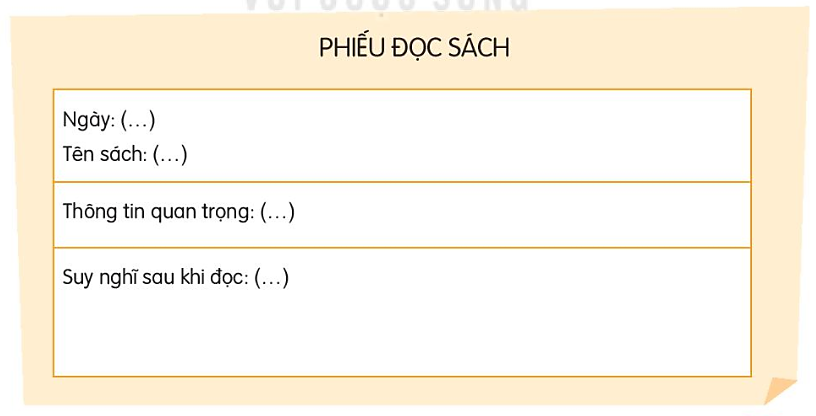 PHIẾU ĐỌC SÁCH
Ngày: (...)
Tên sách: (...)
Thông tin quan trọng: (...)
Suy nghĩ sau khi đọc: (...)